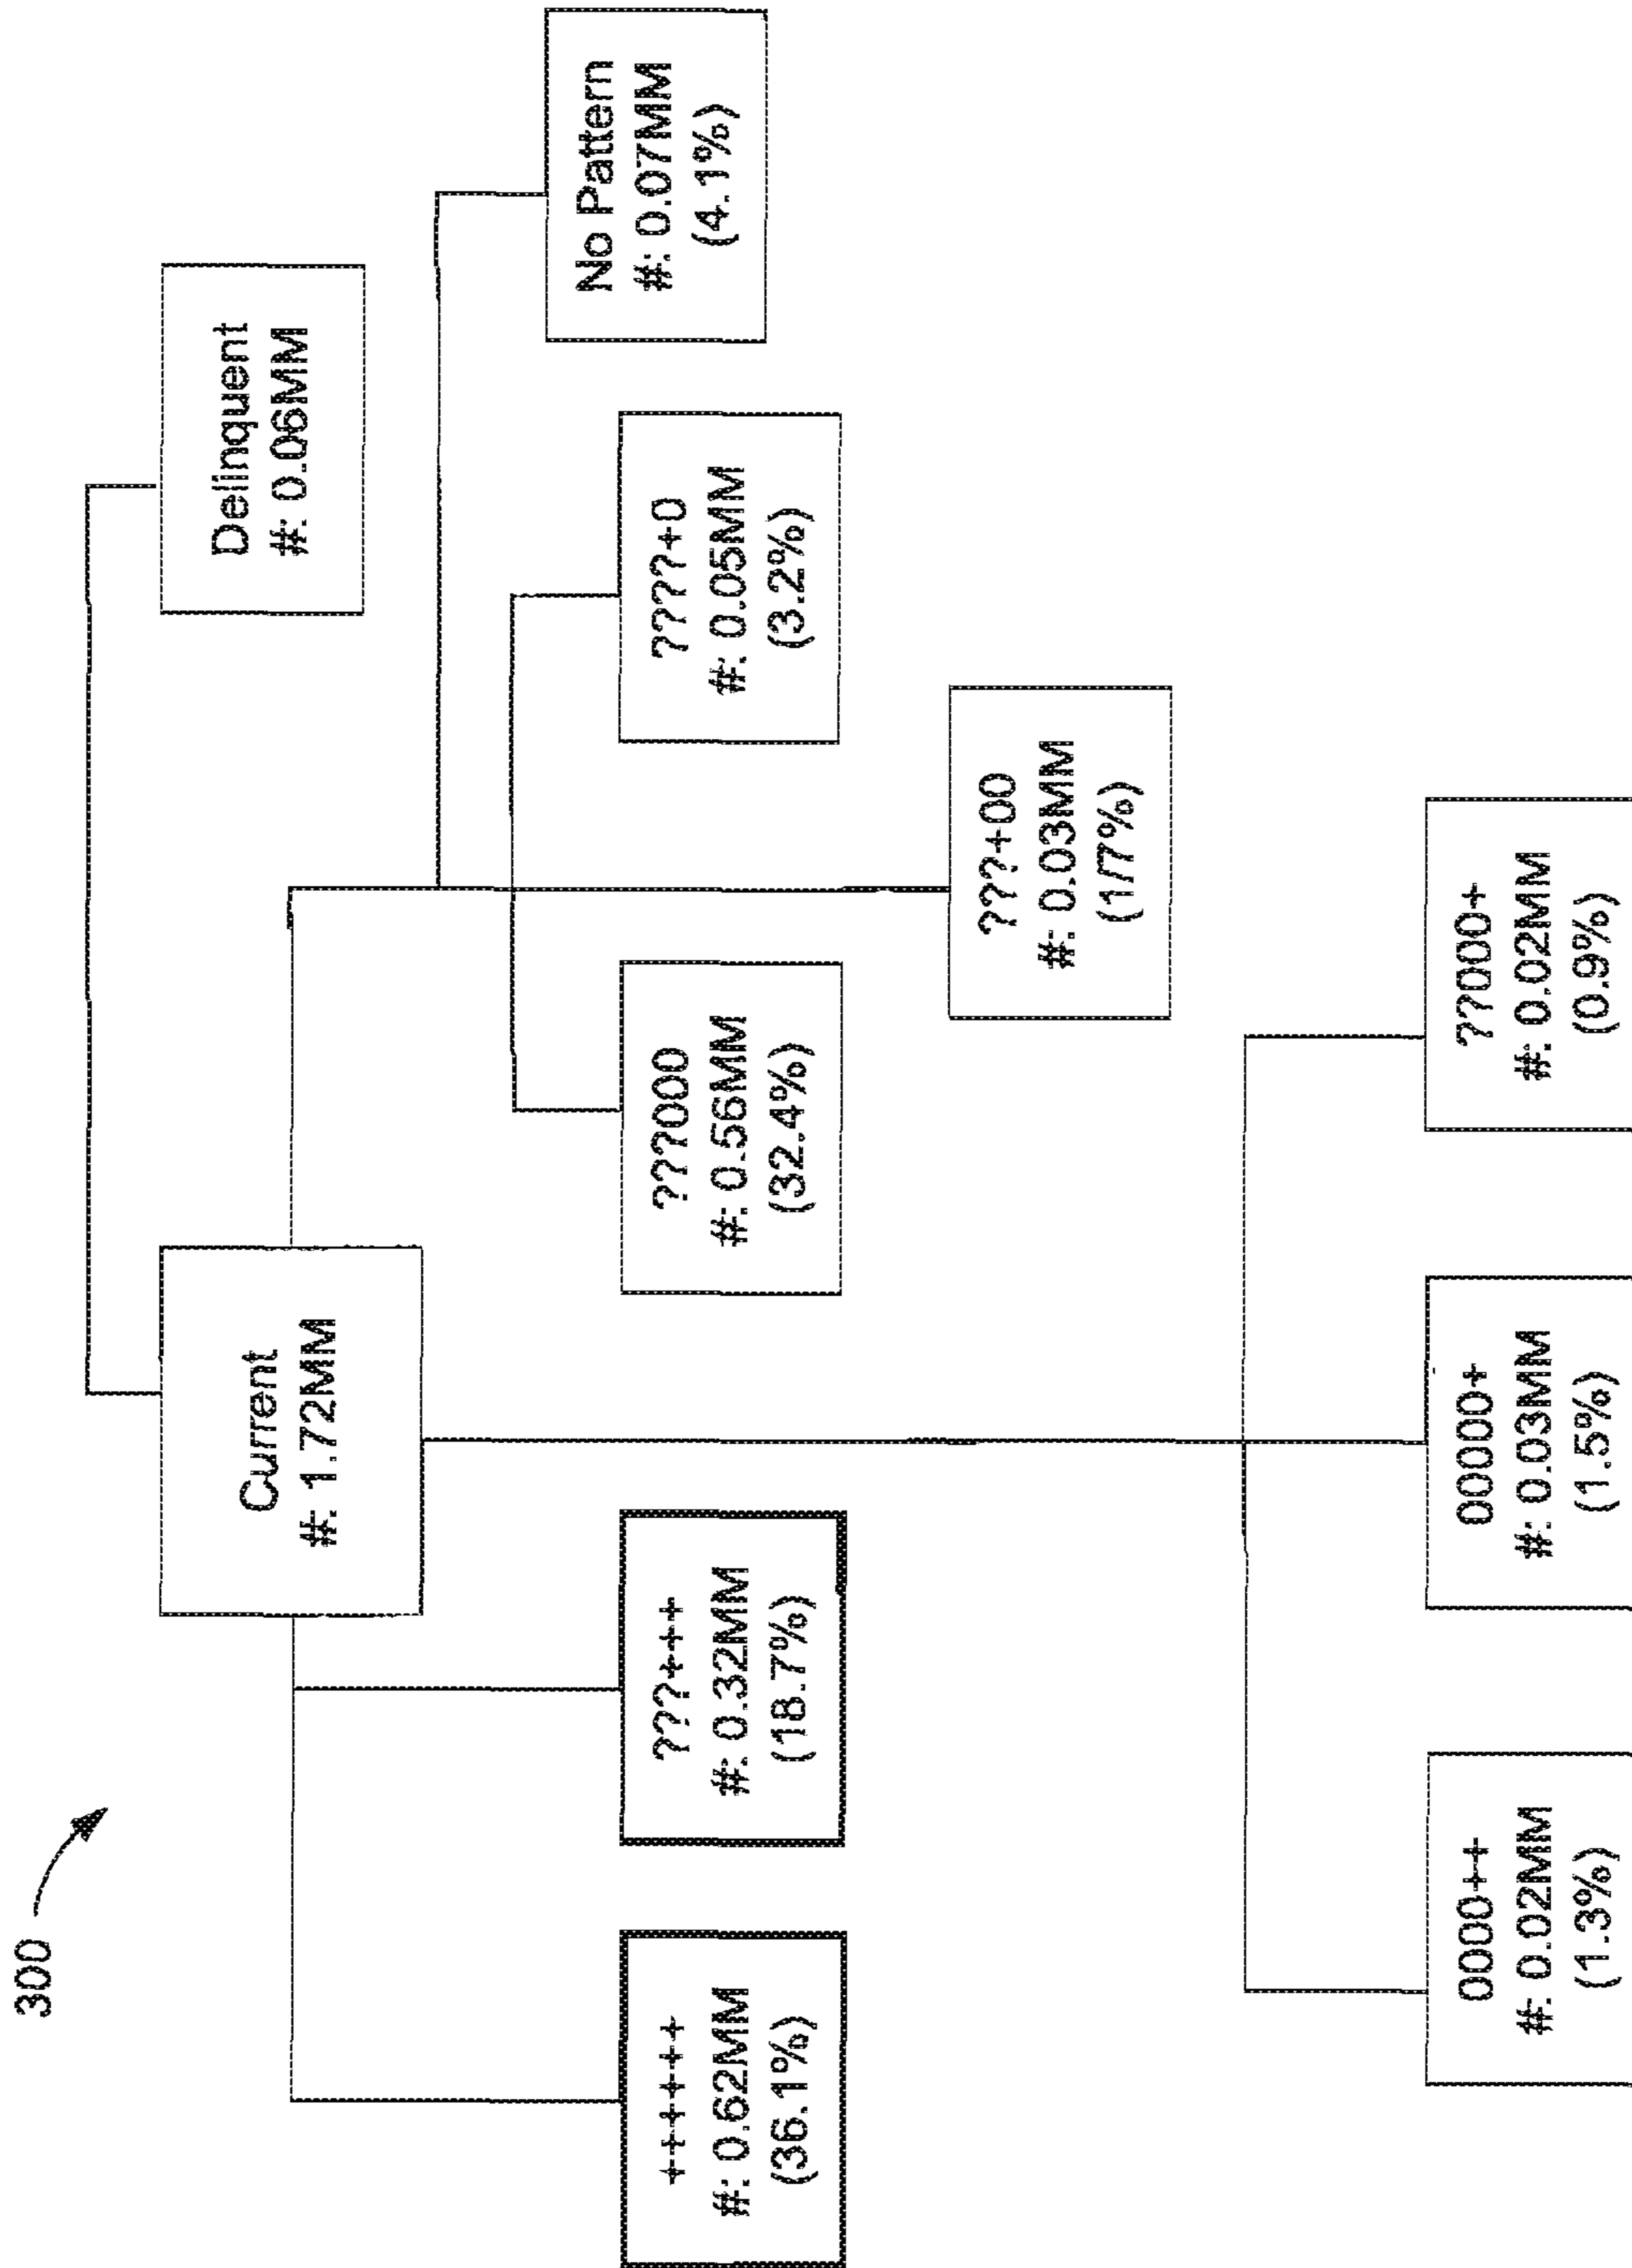 300
Current
#: 1.72MM
Delinquent
#: 0.06MM
++++++
#: 0.62MM
(36.1%)
???+++
#: 0.32MM
(18.7%)
???000
#: 0.56MM
(32.4%)
????+0
#: 0.05MM
(3.2%)
No Pattern
#: 0.07MM
(4.1%)
???+00
#: 0.03MM
(1/7%)
0000++
#: 0.02MM
(1.3%)
00000+
#: 0.03MM
(1.5%)
??000+
#: 0.02MM
(0.9%)